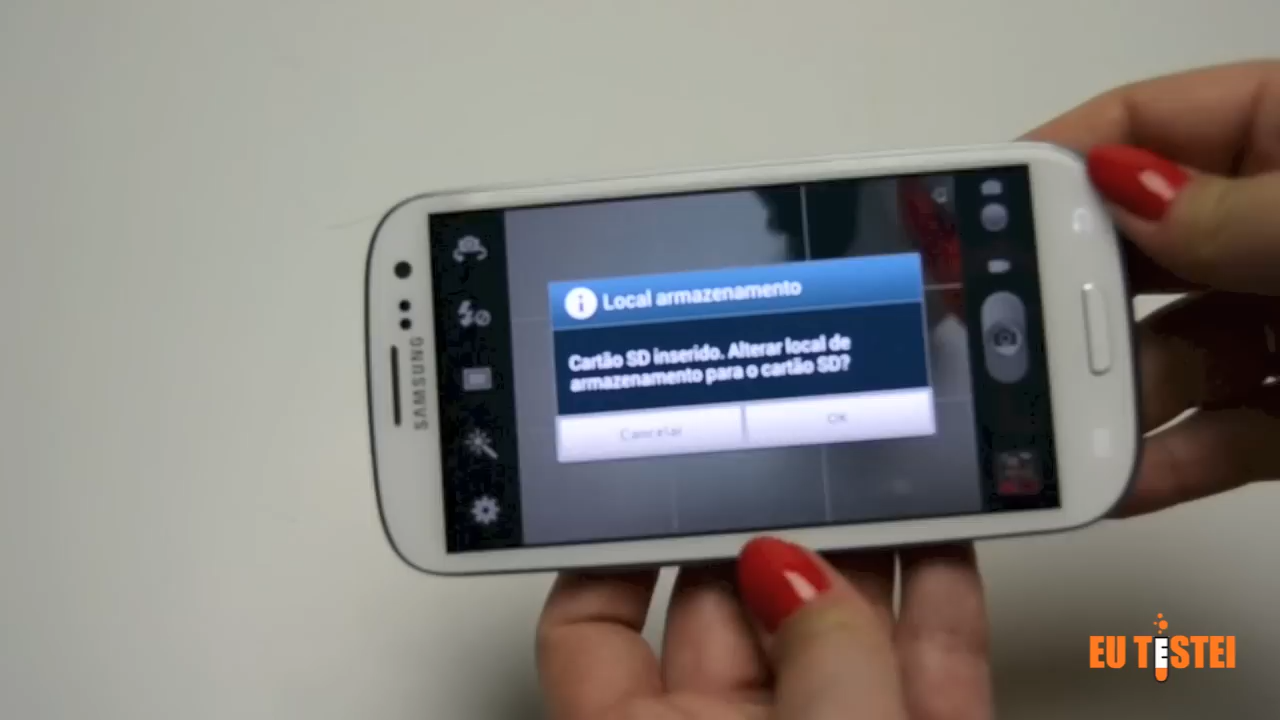 SAMSUNG
Local armazenamento
Cartão SD inserido. Alterar local de
armazenamento para o cartão SD?
Cancelar
OK
EU TESTEI